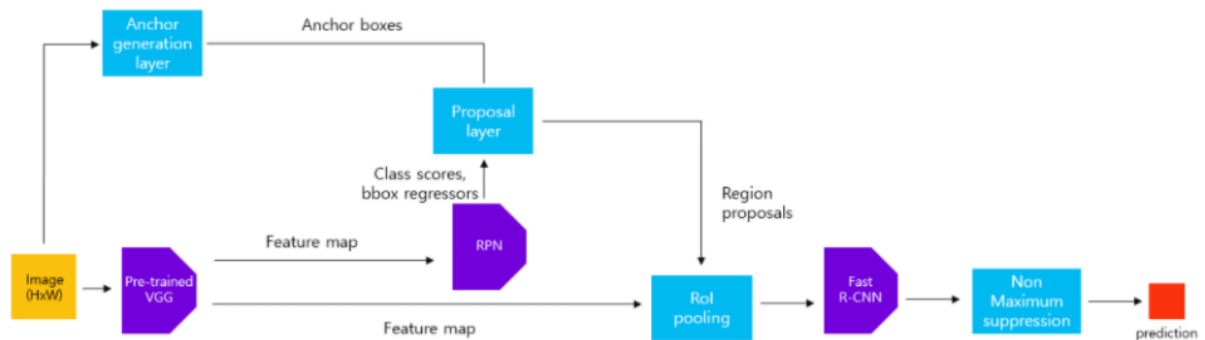 Anchor
generation
layer
Anchor boxes
Proposal
layer
Class scores,
bbox regressors
Region
proposals
Feature map
RPN
Image
(HxW)
Pre-trained
VGG
Feature map
RoI
pooling
Fast
R-CNN
Non
Maximum
suppression
prediction